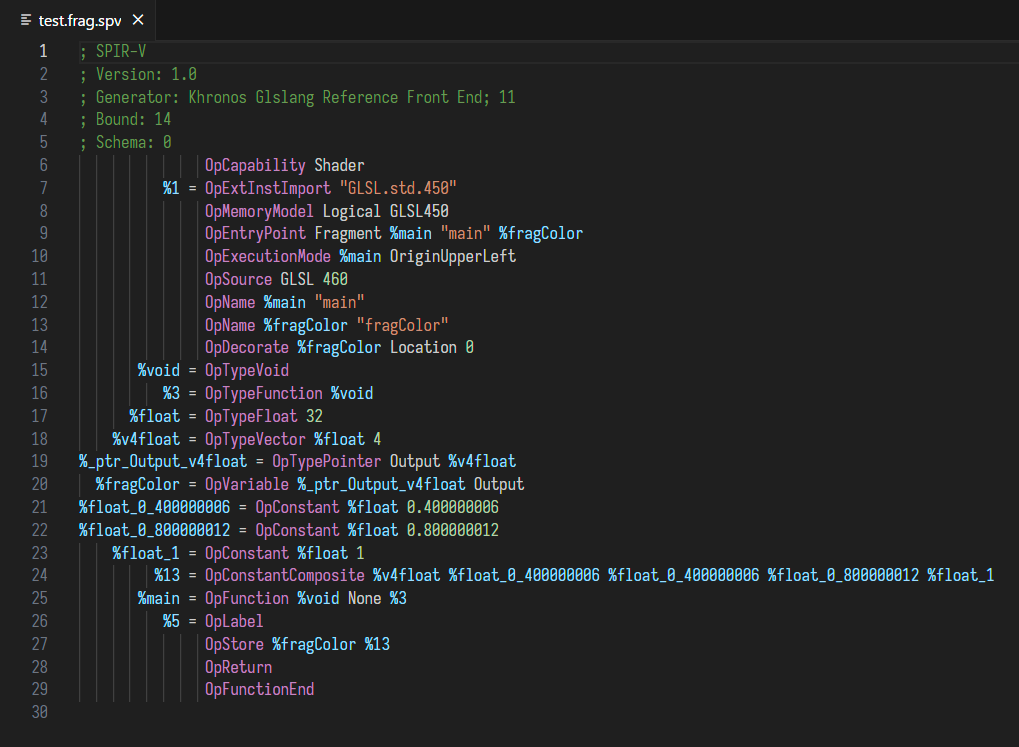 test.frag.spv
1 ; SPIR-V
2 ; Version: 1.0
3 ; Generator: Khronos Glslang Reference Front End; 11
4 ; Bound: 14
5 ; Schema: 0
6 OpCapability Shader
7 %1 = OpExtInstImport "GLSL.std.450"
8 OpMemoryModel Logical GLSL450
9 OpEntryPoint Fragment %main "main" %fragColor
10 OpExecutionMode %main OriginUpperLeft
11 OpSource GLSL 460
12 OpName %main "main"
13 OpName %fragColor "fragColor"
14 OpDecorate %fragColor Location 0
15 %void = OpTypeVoid
16 %3 = OpTypeFunction %void
17 %float = OpTypeFloat 32
18 %v4float = OpTypeVector %float 4
19 %_ptr_Output_v4float = OpTypePointer Output %v4float
20 %fragColor = OpVariable %_ptr_Output_v4float Output
21 %float_0_400000006 = OpConstant %float 0.400000006
22 %float_0_800000012 = OpConstant %float 0.800000012
23 %float_1 = OpConstant %float 1
24 %13 = OpConstantComposite %v4float %float_0_400000006 %float_0_400000006 %float_0_800000012 %float_1
25 %main = OpFunction %void None %3
26 %5 = OpLabel
27 OpStore %fragColor %13
28 OpReturn
29 OpFunctionEnd
30